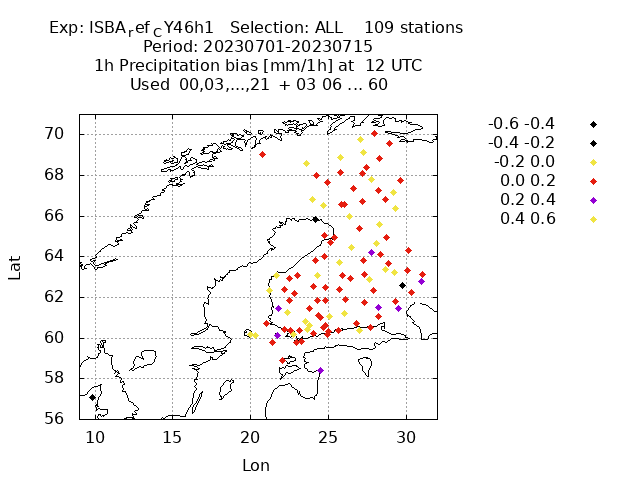 Exp: ISBA_ref_C Y46h1   Selection: ALL    109 stations
Period: 20230701-20230715
1h Precipitation bias [mm/1h] at  12 UTC
Used  00,03,...,21  + 03 06 ... 60
-0.6 -0.4
-0.4 -0.2
-0.2 0.0
0.0 0.2
0.2 0.4
0.4 0.6
70
68
66
64
62
60
58
56
Lat
10 15 20 25 30
Lon